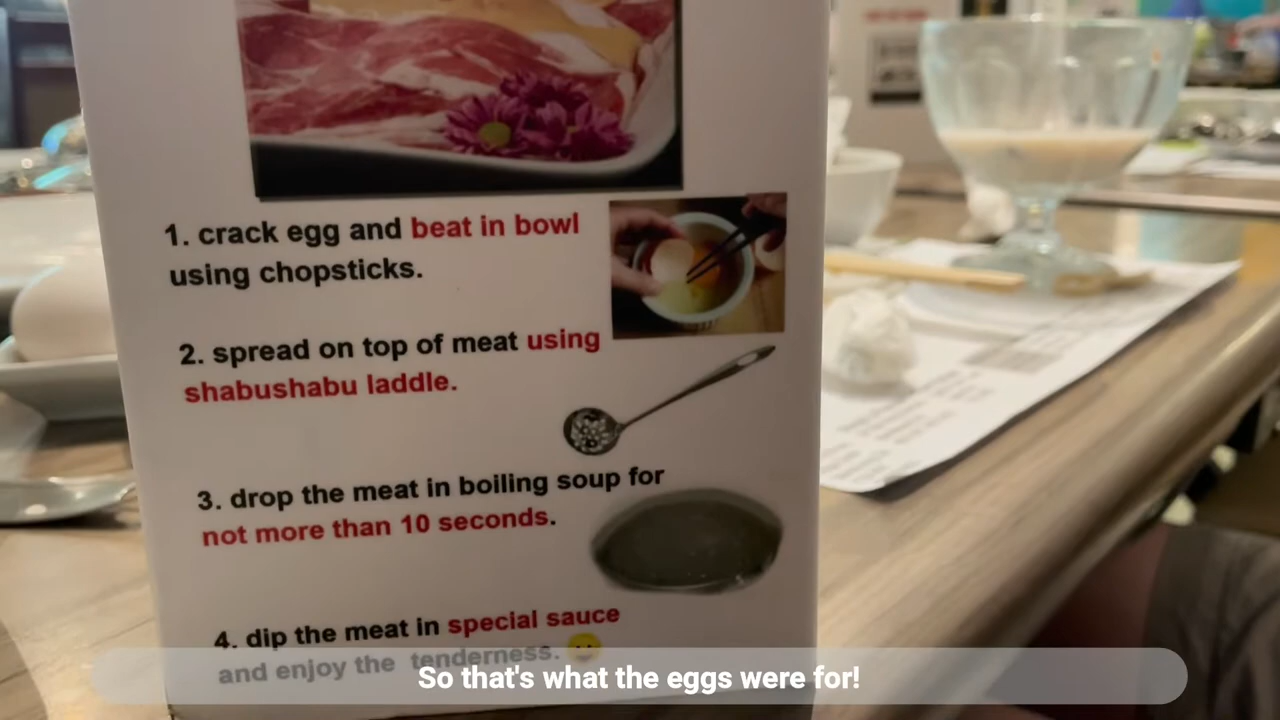 1. crack egg and beat in bowl
using chopsticks.
2. spread on top of meat using
shabushabu laddle.
3. drop the meat in boiling soup for
not more than 10 seconds.
4. dip the meat in special sauce
and enjoy the tenderness.
So that's what the eggs were for!